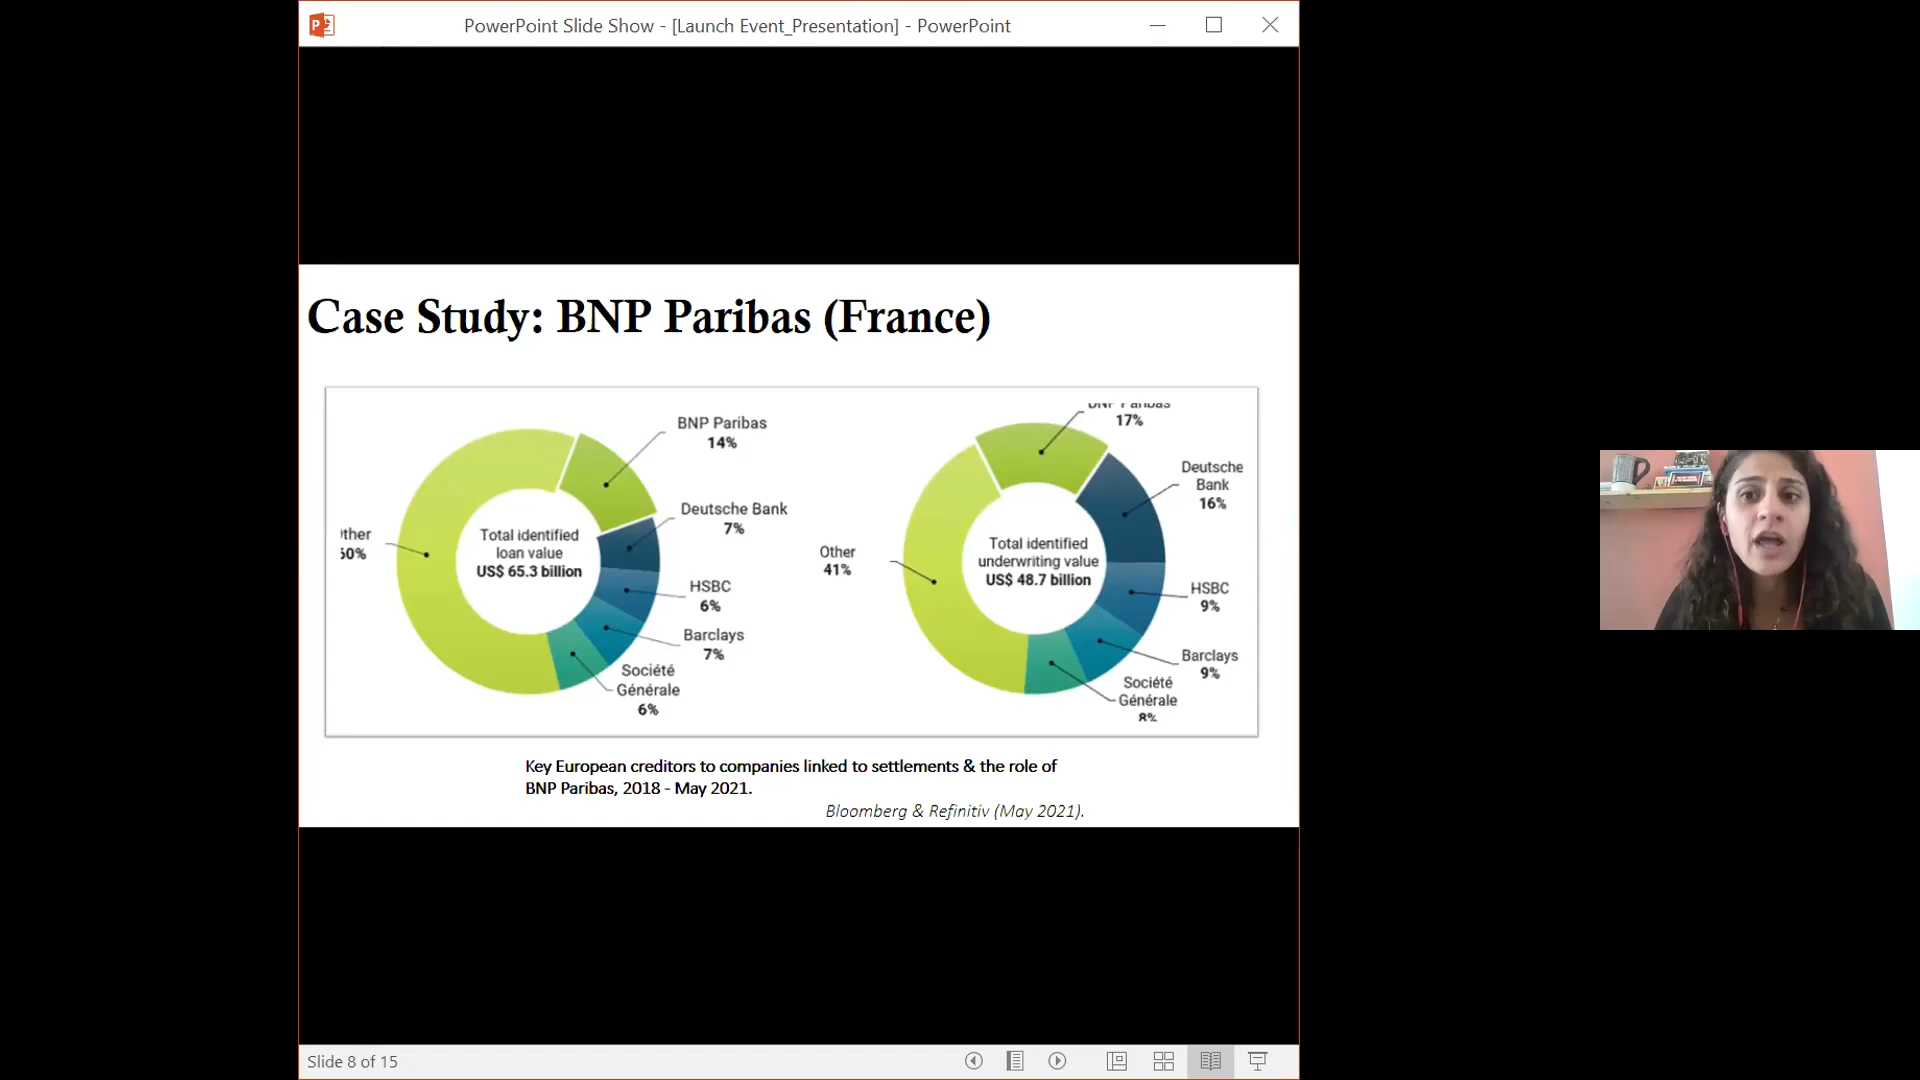 PowerPoint Slide Show - [Launch Event_Presentation] - PowerPoint
Case Study: BNP Paribas (France)
BNP Paribas
14%
Deutsche Bank
7%
HSBC
6%
Barclays
7%
Société
Générale
6%
Total identified
loan value
US$ 65.3 billion
17%
Deutsche
Bank
16%
HSBC
9%
Barclays
9%
Société
Générale
8%
Other
41%
Total identified
underwriting value
US$ 48.7 billion
Key European creditors to companies linked to settlements & the role of
BNP Paribas, 2018 - May 2021.
Bloomberg & Refinitiv (May 2021).
Slide 8 of 15